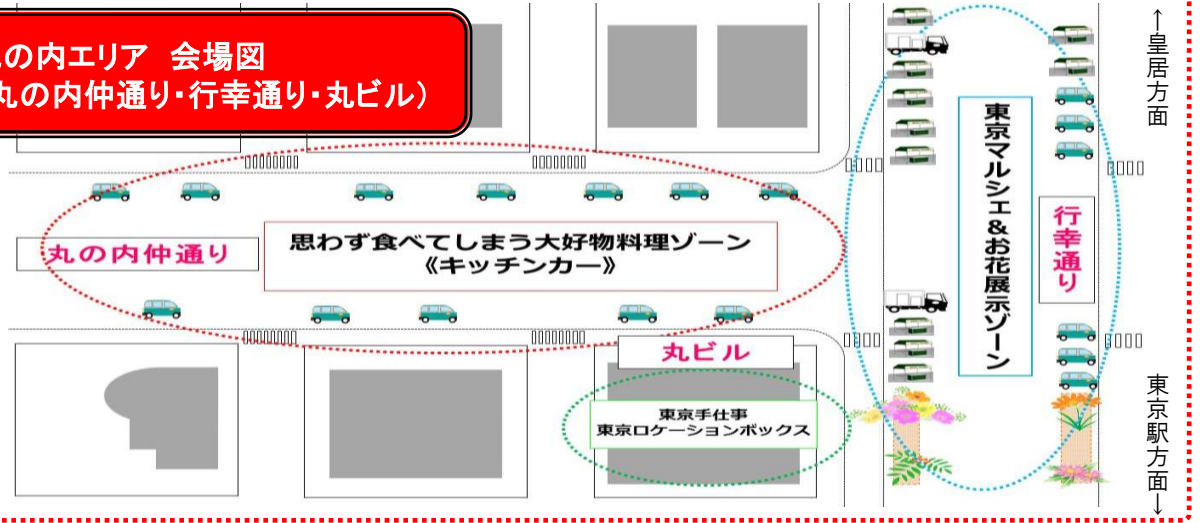 の内エリア 会場図
丸の内仲通り・行幸通り・丸ビル）
丸の内仲通り
思わず食べてしまう大好物料理ゾーン
《キッチンカー》
丸ビル
東京手仕事
東京ロケーションボックス
東京マルシェ&お花展示ゾーン
行幸通り
↑皇居方面
東京駅方面↓